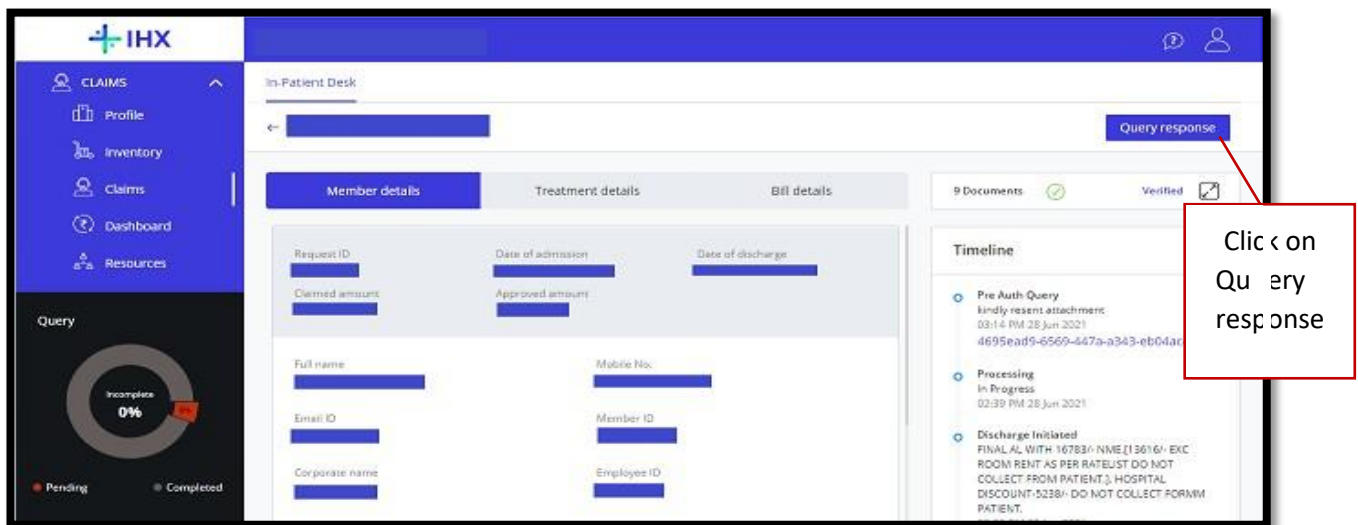 IHX
CLAIMS
Profile
Inventory
Claims
Dashboard
Resources
Query
Incomplete
0%
Pending
Completed
In-Patient Desk
Query response
Member details
Treatment details
Bill details
Request ID
Date of admission
Date of discharge
Claimed amount
Approved amount
Full name
Mobile No.
Email ID
Member ID
Corporate name
Employee ID
9 Documents
Verified
Timeline
Pre Auth Query
kindly resent attachment
03:14 PM 28 Jun 2021
4695ead9-6569-447a-a343-eb04ac
Processing
In Progress
02:39 PM 28 Jun 2021
Discharge Initiated
FINAL AL WITH 16783/- NME.[13616/- EXC
ROOM RENT AS PER RATELIST DO NOT
COLLECT FROM PATIENT.]. HOSPITAL
DISCOUNT-5238/- DO NOT COLLECT FORMM
PATIENT.
Click on
Query
response